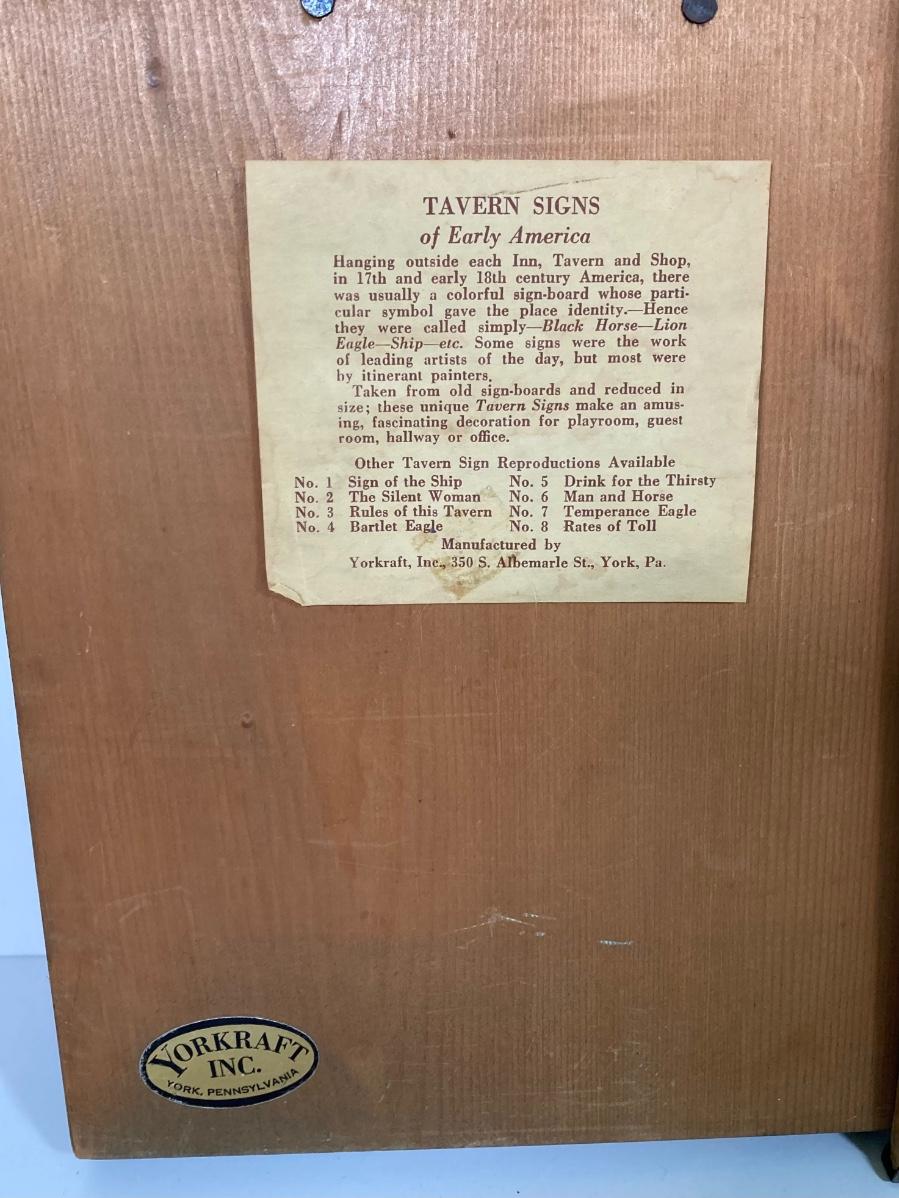 TAVERN SIGNS
of Early America
Hanging outside each Inn, Tavern and Shop,
in 17th and early 18th century America, there
was usually a colorful sign-board whose parti-
cular symbol gave the place identity.—Hence
they were called simply—Black Horse—Lion
Eagle—Ship—etc. Some signs were the work
of leading artists of the day, but most were
by itinerant painters.
Taken from old sign-boards and reduced in
size; these unique Tavern Signs make an amus-
ing, fascinating decoration for playroom, guest
room, hallway or office.
Other Tavern Sign Reproductions Available
No. 1 Sign of the Ship No. 5 Drink for the Thirsty
No. 2 The Silent Woman No. 6 Man and Horse
No. 3 Rules of this Tavern No. 7 Temperance Eagle
No. 4 Bartlet Eagle No. 8 Rates of Toll
Manufactured by
Yorkraft, Inc., 350 S. Albemarle St., York, Pa.
YORKRAFT
INC.
YORK, PENNSYLVANIA